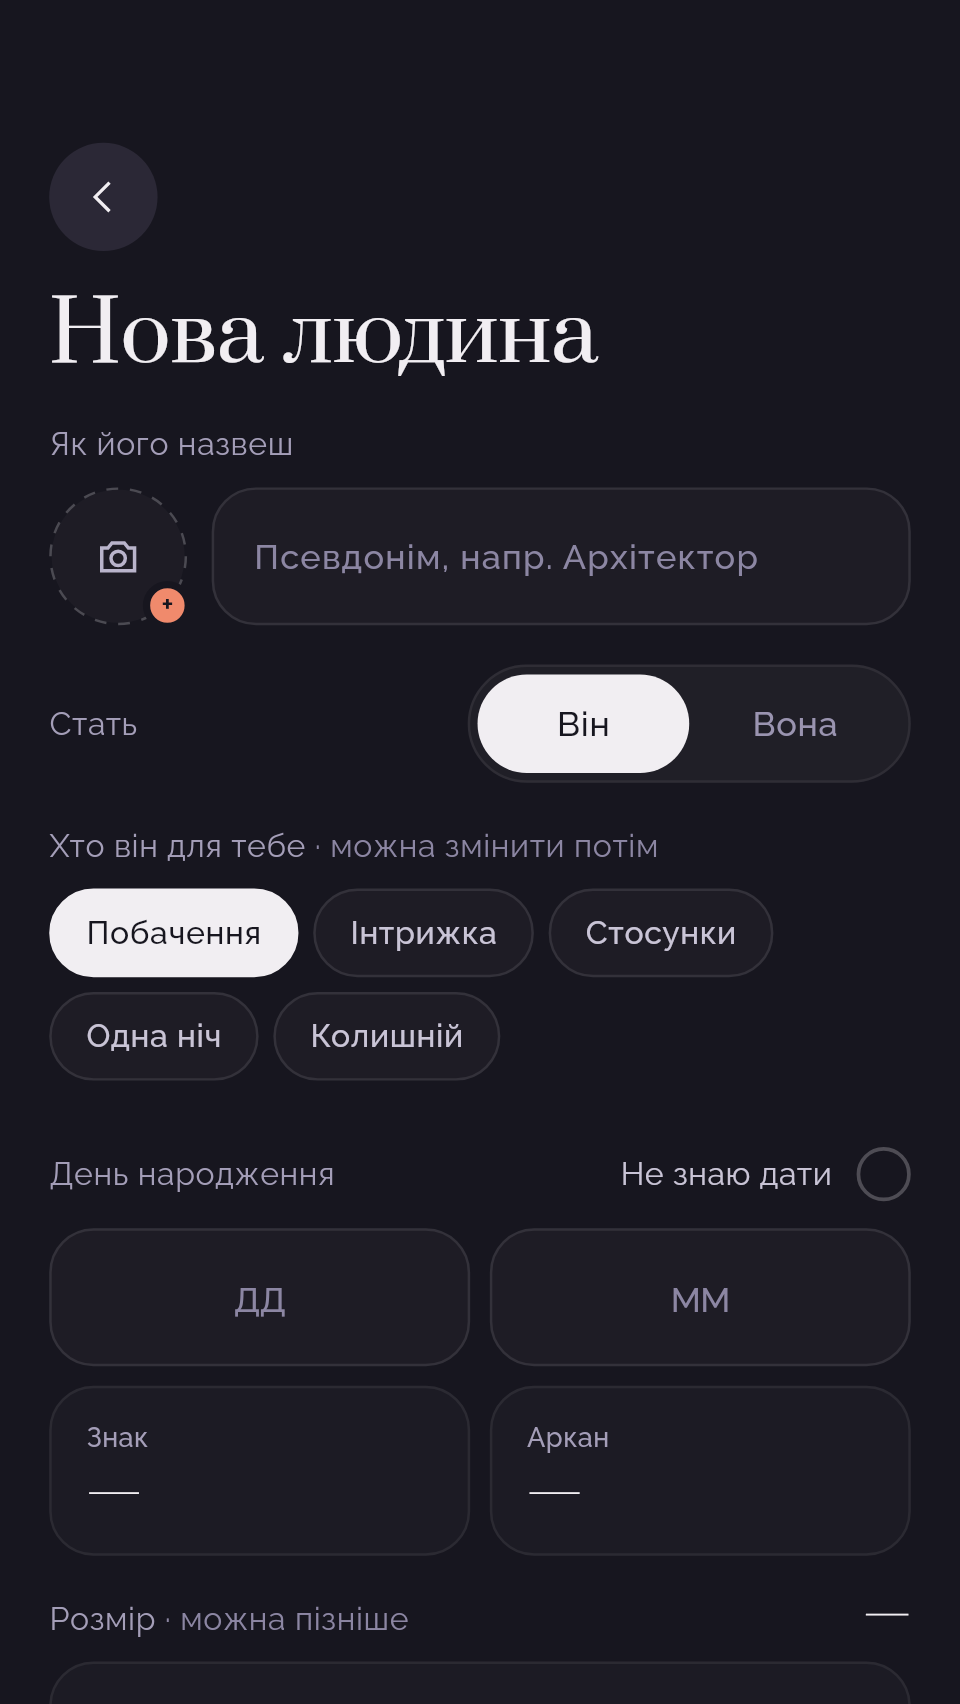 Нова людина
Як його назвеш
Псевдонім, напр. Архітектор
+
Стать
Він Вона
Хто він для тебе · можна змінити потім
Побачення Інтрижка Стосунки
Одна ніч Колишній
День народження Не знаю дати
ДД ММ
Знак Аркан
— —
Розмір · можна пізніше —